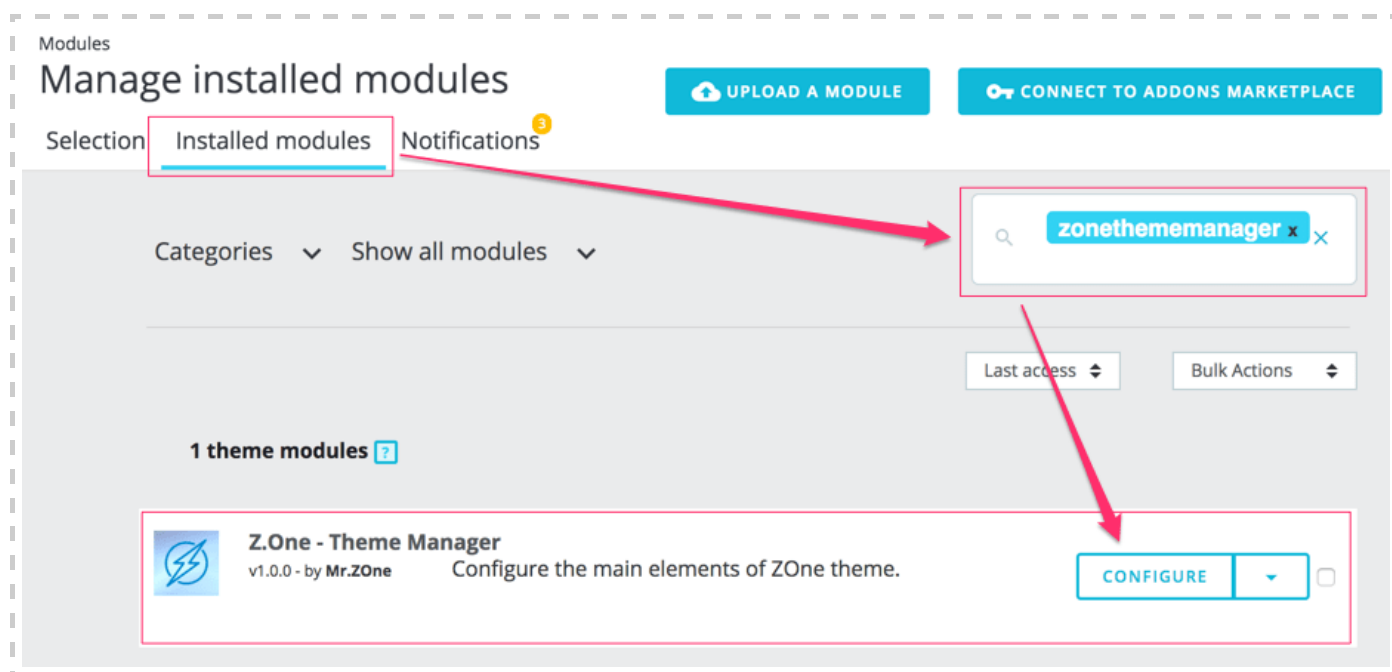 Modules
Manage installed modules
UPLOAD A MODULE
CONNECT TO ADDONS MARKETPLACE
Selection
Installed modules
Notifications
3
Categories
Show all modules
zonethememanager x
Last access
Bulk Actions
1 theme modules ?
Z.One - Theme Manager
v1.0.0 - by Mr.ZOne
Configure the main elements of ZOne theme.
CONFIGURE